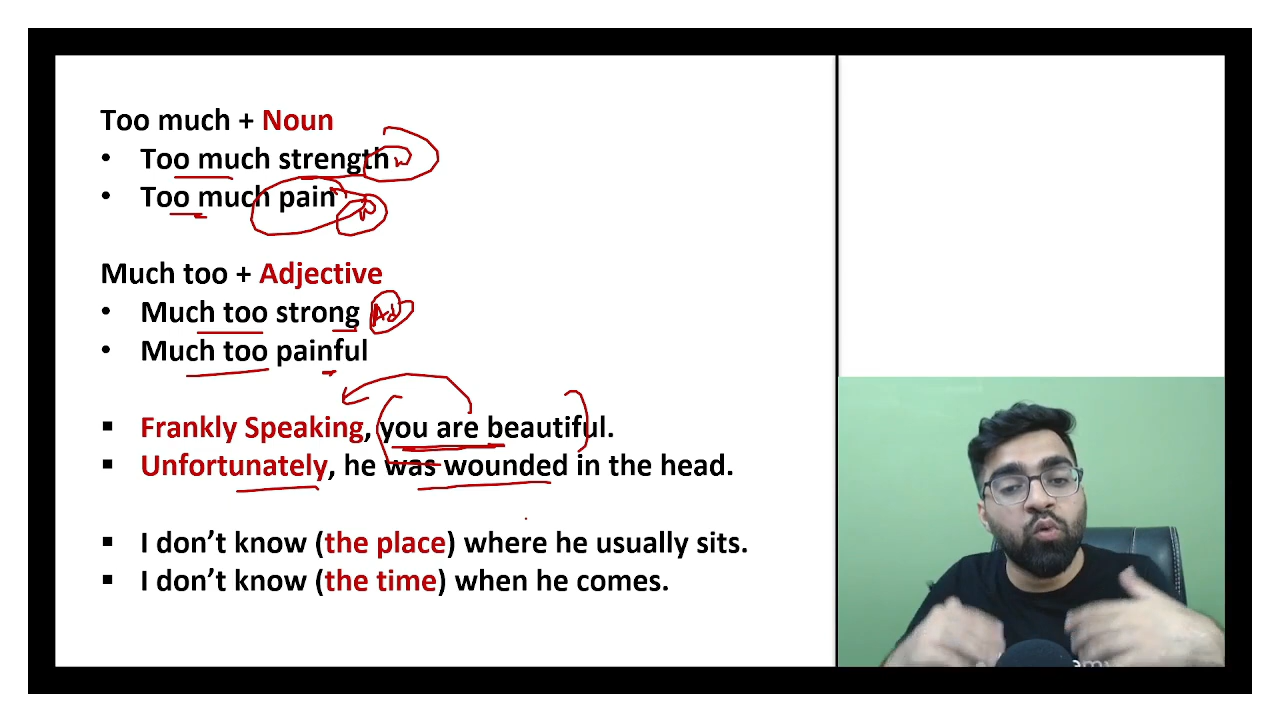 Too much + Noun
• Too much strength N
• Too much pain N
Much too + Adjective
• Much too strong Ad
• Much too painful
▪ Frankly Speaking, you are beautiful.
▪ Unfortunately, he was wounded in the head.
▪ I don’t know (the place) where he usually sits.
▪ I don’t know (the time) when he comes.